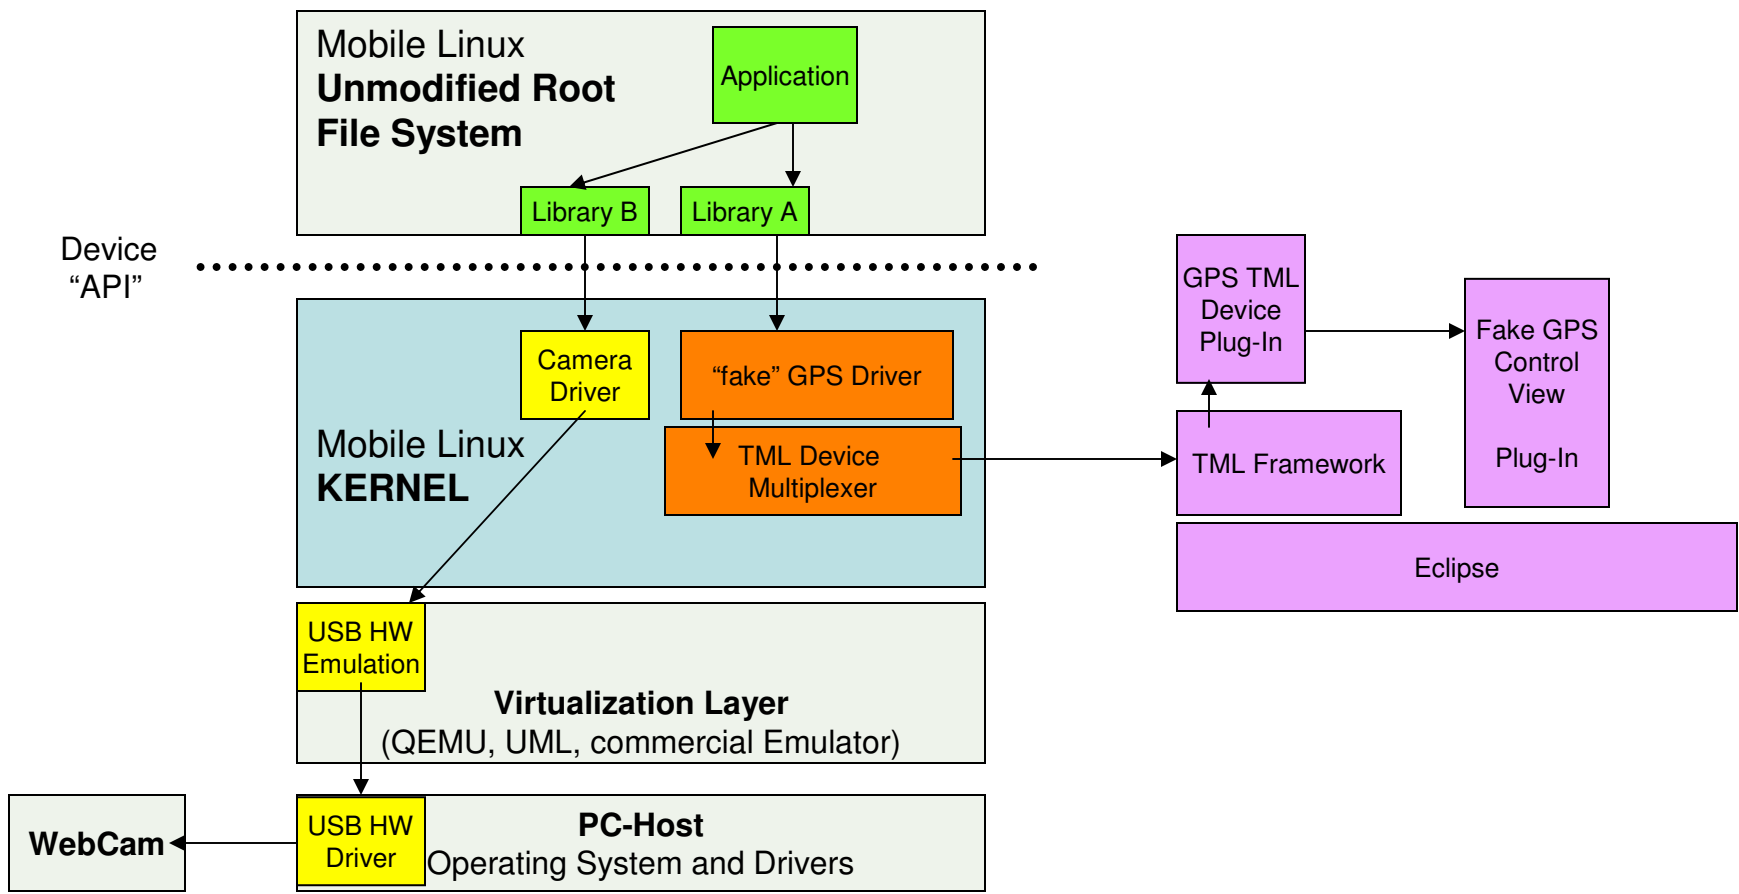 Mobile Linux
Unmodified Root
File System
Application
Library B
Library A
Device
“API”
Camera
Driver
“fake” GPS Driver
Mobile Linux
KERNEL
TML Device
Multiplexer
GPS TML
Device
Plug-In
Fake GPS
Control
View
Plug-In
TML Framework
Eclipse
USB HW
Emulation
Virtualization Layer
(QEMU, UML, commercial Emulator)
WebCam
USB HW
Driver
PC-Host
Operating System and Drivers